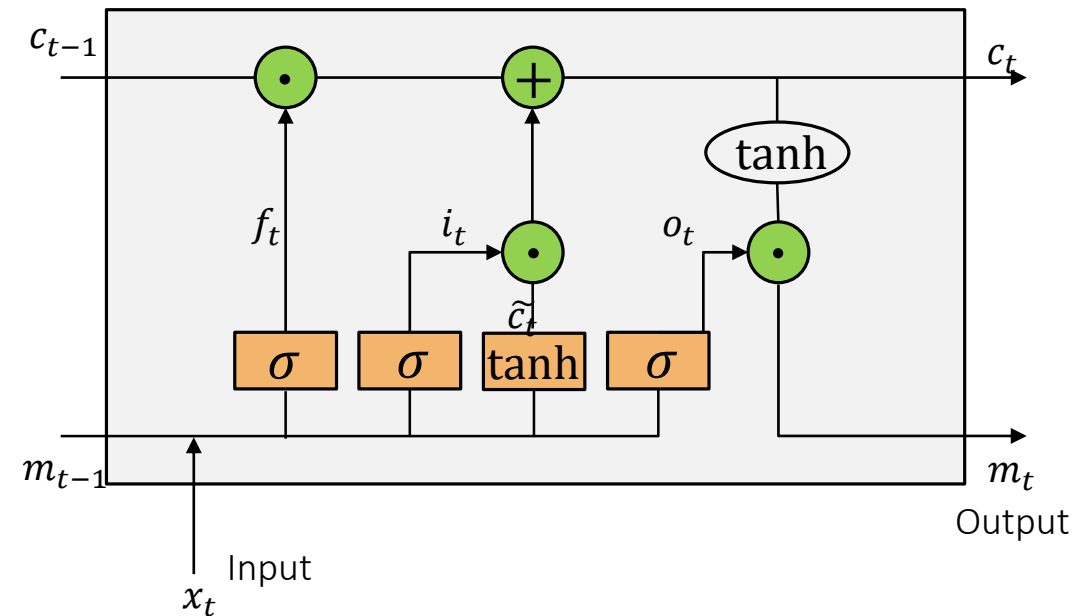 c_{t−1}
c_t
⋅
+
tanh
f_t
i_t
⋅
o_t
⋅
c̃_t
σ
σ
tanh
σ
m_{t−1}
m_t
Output
Input
x_t